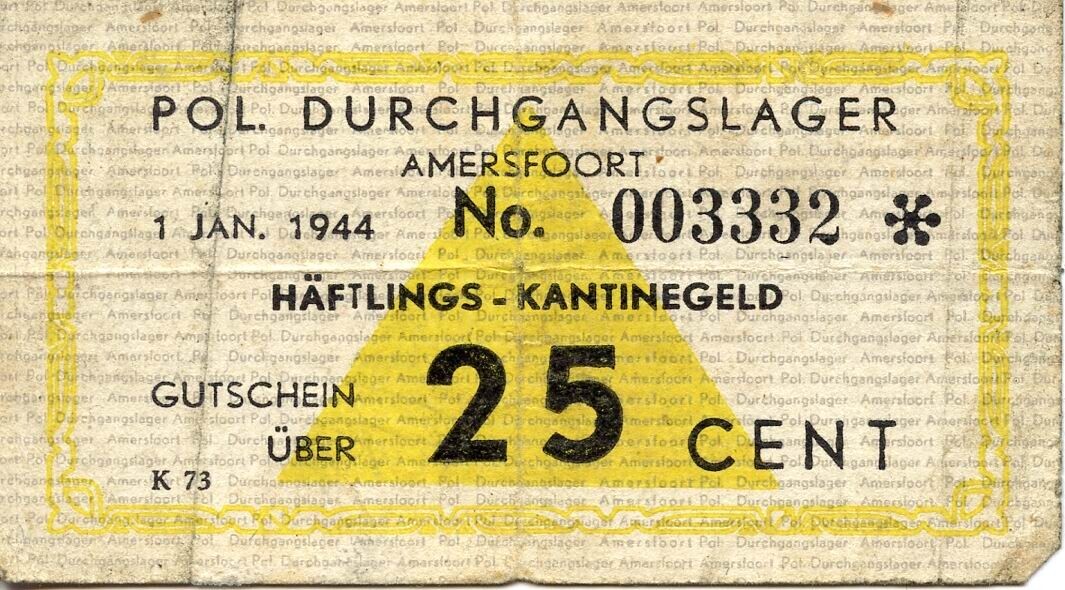 POL. DURCHGANGSLAGER
AMERSFOORT
1 JAN. 1944 No. 003332 *
HÄFTLINGS - KANTINEGELD
GUTSCHEIN
ÜBER
25 CENT
K 73